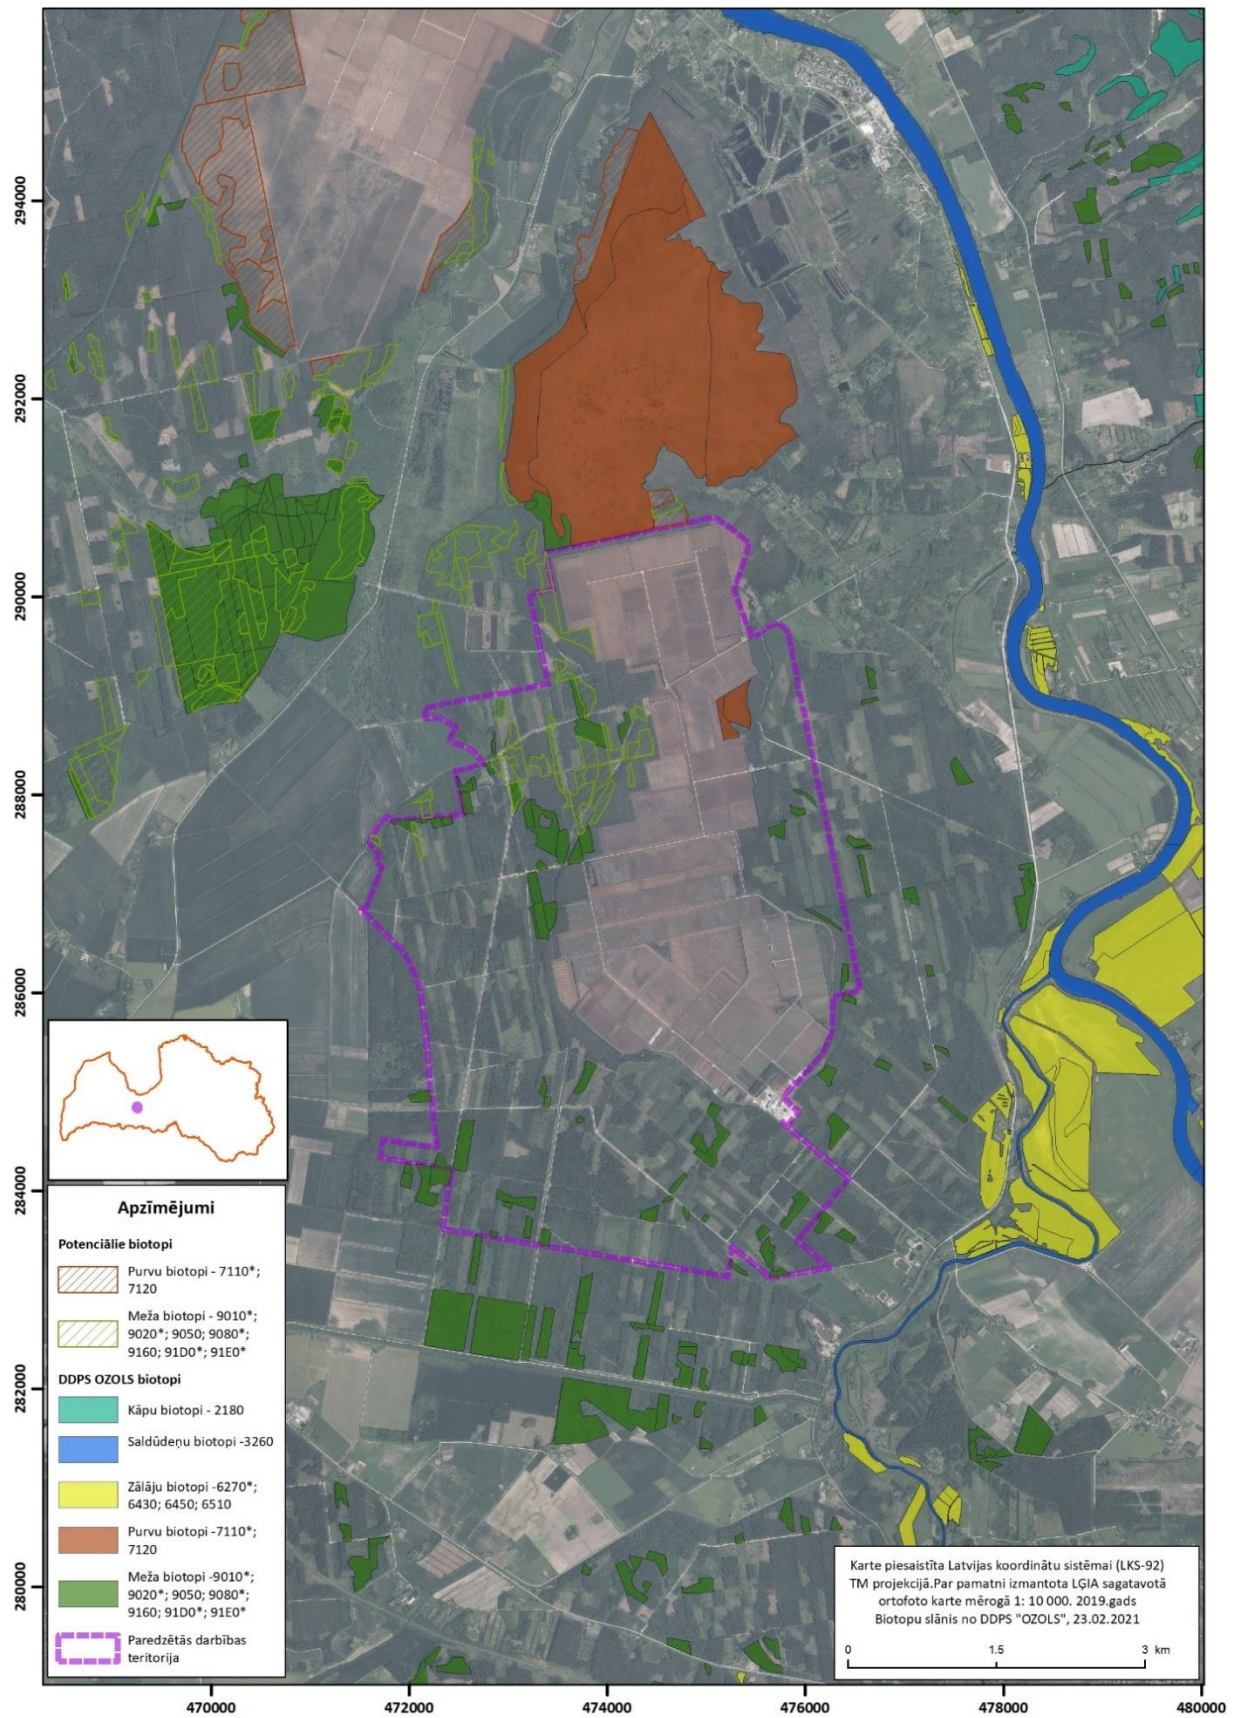 294000
292000
290000
288000
286000
284000
282000
280000
Apzīmējumi
Potenciālie biotopi
Purvu biotopi - 7110*;
7120
Meža biotopi - 9010*;
9020*; 9050; 9080*;
9160; 91D0*; 91E0*
DDPS OZOLS biotopi
Kāpu biotopi - 2180
Saldūdeņu biotopi -3260
Zālāju biotopi -6270*;
6430; 6450; 6510
Purvu biotopi -7110*;
7120
Meža biotopi -9010*;
9020*; 9050; 9080*;
9160; 91D0*; 91E0*
Paredzētās darbības
teritorija
Karte piesaistīta Latvijas koordinātu sistēmai (LKS-92)
TM projekcijā.Par pamatni izmantota LĢIA sagatavotā
ortofoto karte mērogā 1: 10 000. 2019.gads
Biotopu slānis no DDPS "OZOLS", 23.02.2021
0 1.5 3 km
470000 472000 474000 476000 478000 480000